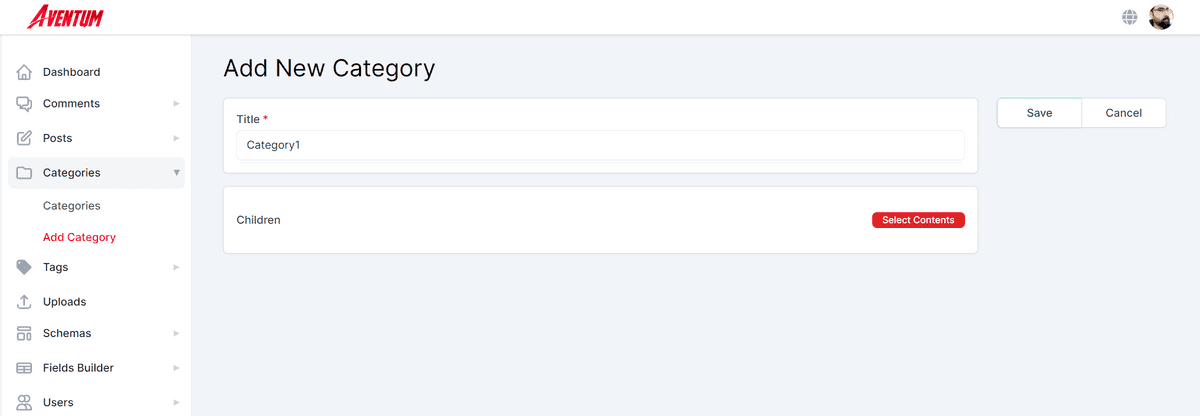 AVENTUM
Dashboard
Comments
Posts
Categories
Categories
Add Category
Tags
Uploads
Schemas
Fields Builder
Users
Add New Category
Title *
Category1
Children
Select Contents
Save
Cancel